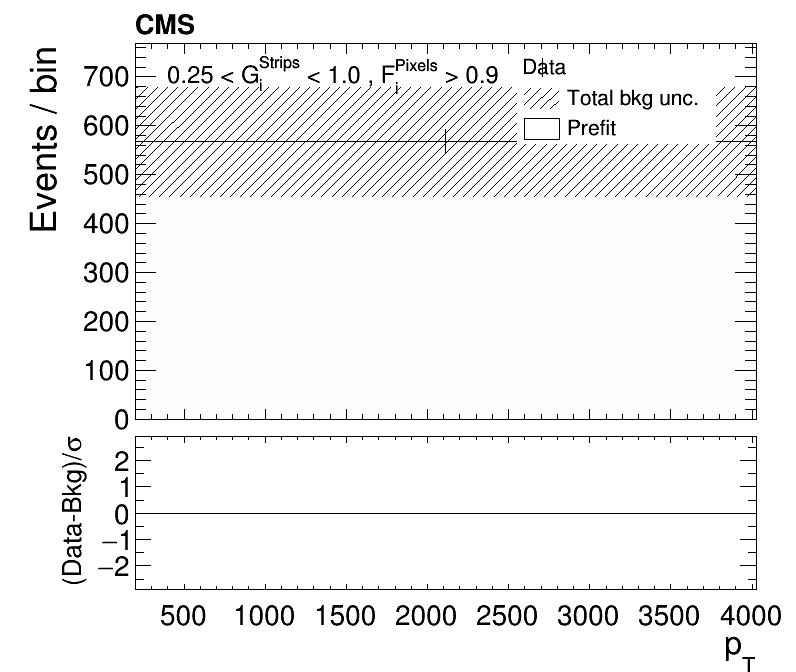 CMS
Events / bin
700
600
500
400
300
200
100
0
0.25 < G_i^Strips < 1.0 , F_i^Pixels > 0.9
Data
Total bkg unc.
Prefit
(Data-Bkg)/σ
2
1
0
−1
−2
500 1000 1500 2000 2500 3000 3500 4000
p_T